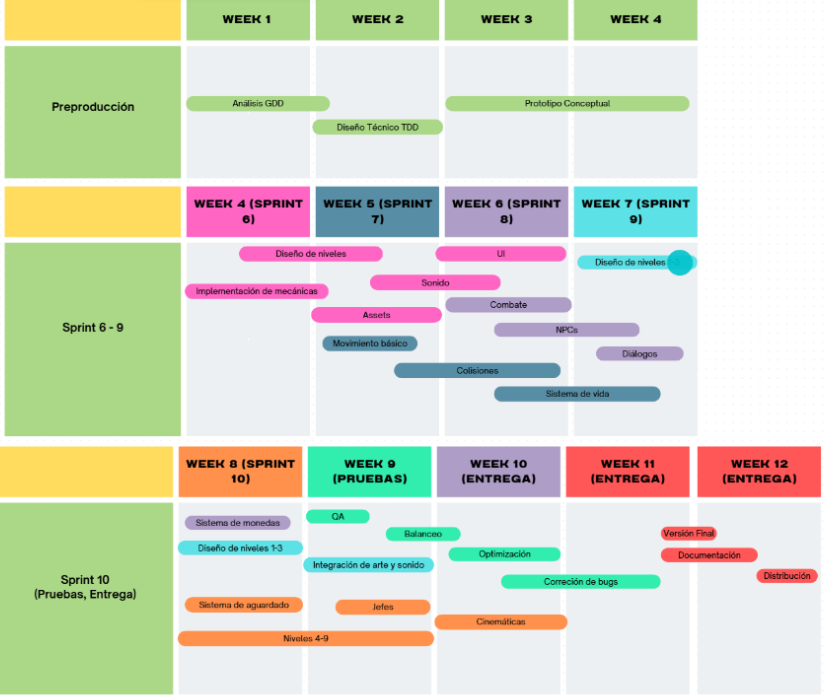 WEEK 1
WEEK 2
WEEK 3
WEEK 4
Preproducción
Análisis GDD
Prototipo Conceptual
Diseño Técnico TDD
WEEK 4 (SPRINT
6)
WEEK 5 (SPRINT
7)
WEEK 6 (SPRINT
8)
WEEK 7 (SPRINT
9)
Sprint 6 - 9
Diseño de niveles
UI
Diseño de niveles
Sonido
Implementación de mecánicas
Combate
Assets
NPCs
Movimiento básico
Diálogos
Colisiones
Sistema de vida
WEEK 8 (SPRINT
10)
WEEK 9
(PRUEBAS)
WEEK 10
(ENTREGA)
WEEK 11
(ENTREGA)
WEEK 12
(ENTREGA)
Sprint 10
(Pruebas, Entrega)
QA
Sistema de monedas
Balanceo
Versión Final
Diseño de niveles 1-3
Optimización
Documentación
Integración de arte y sonido
Distribución
Correción de bugs
Sistema de aguardado
Jefes
Cinemáticas
Niveles 4-9